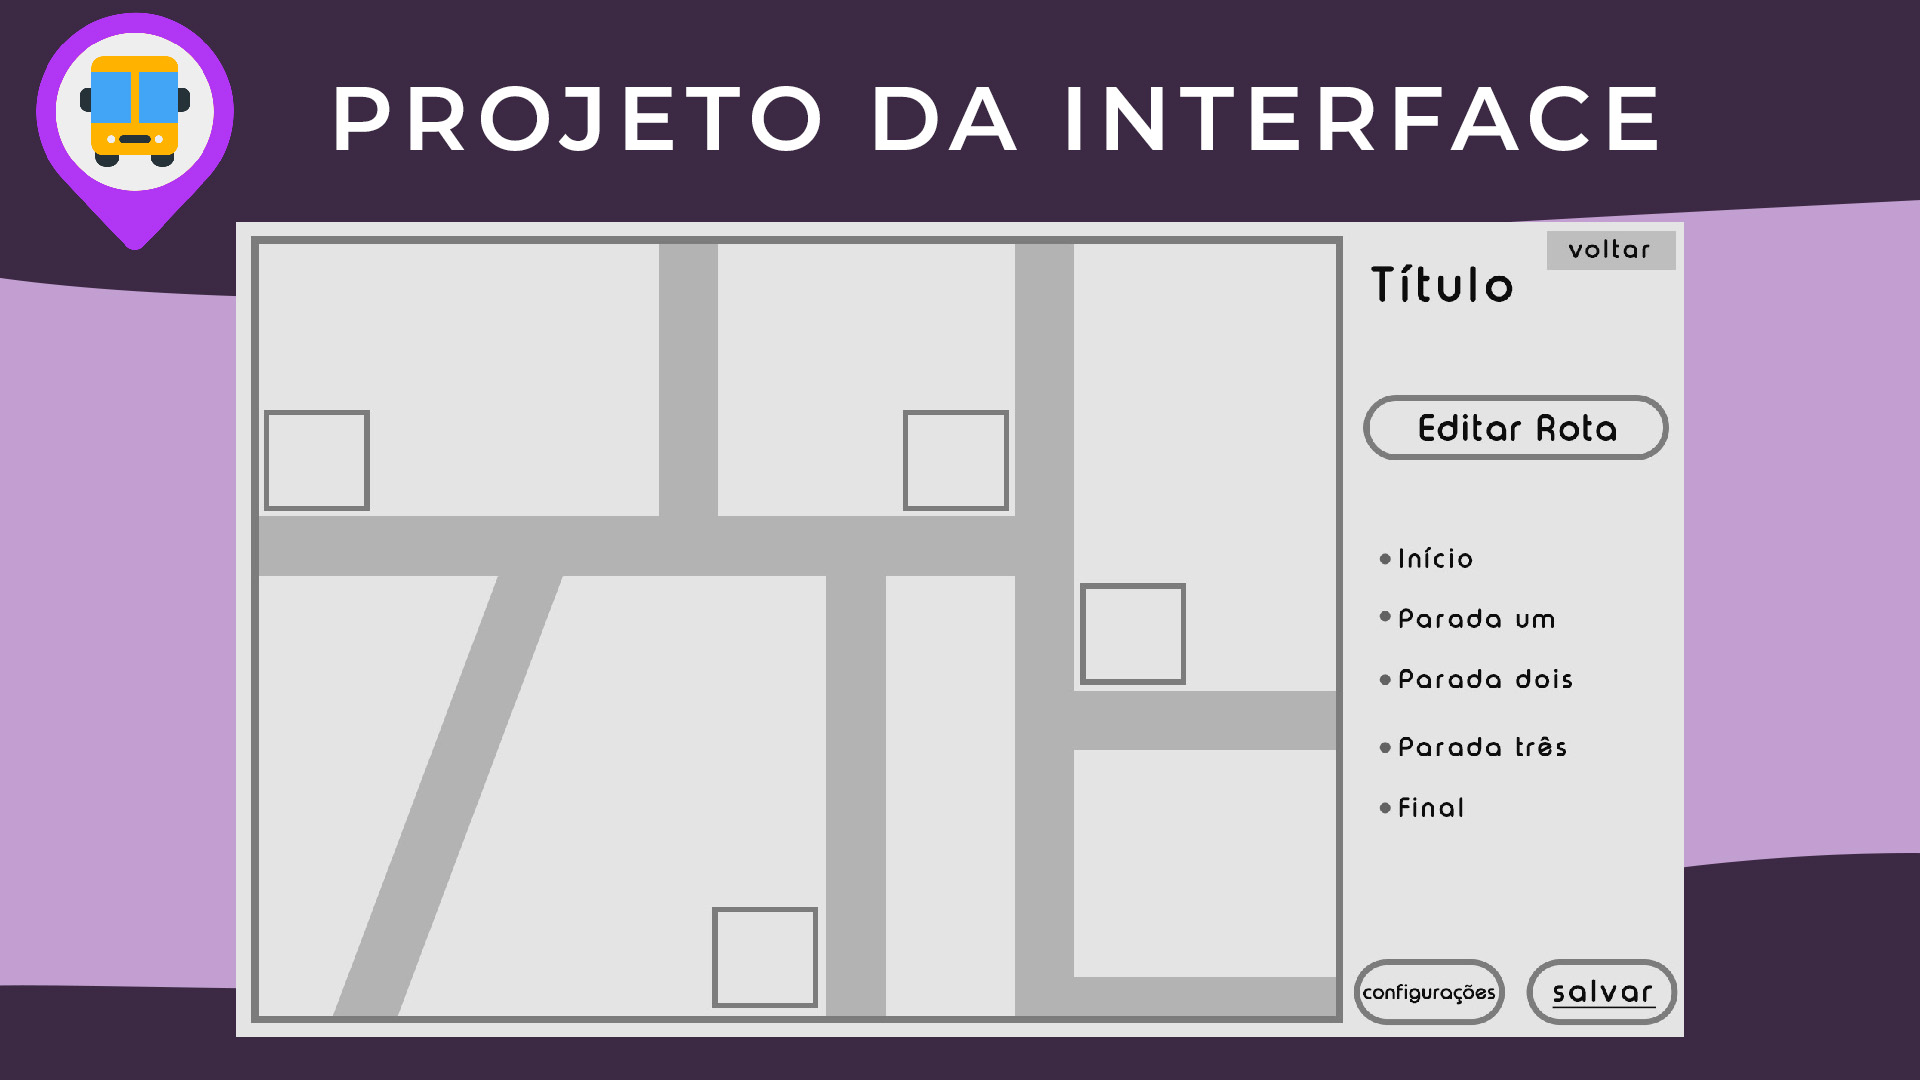 PROJETO DA INTERFACE
voltar
Título
Editar Rota
Início
Parada um
Parada dois
Parada três
Final
configurações
salvar